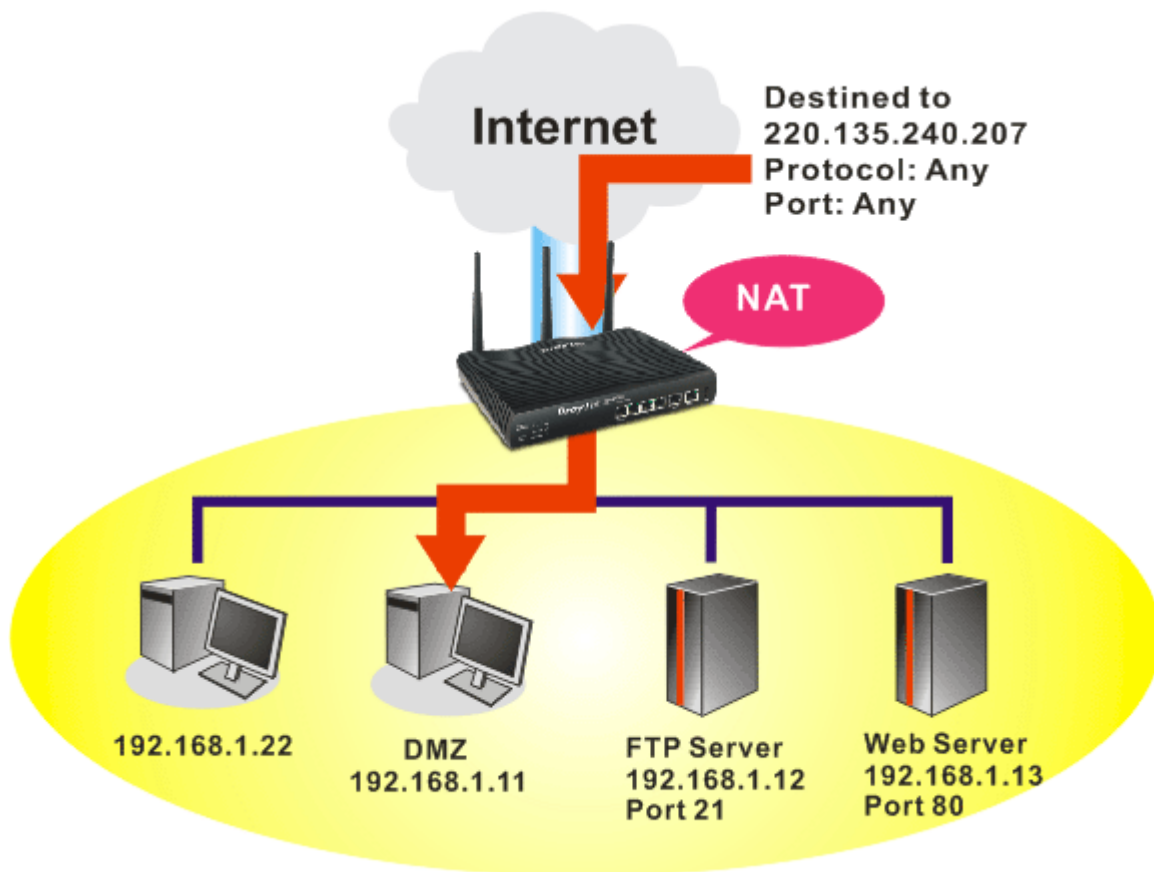 Internet
Destined to
220.135.240.207
Protocol: Any
Port: Any
NAT
192.168.1.22
DMZ
192.168.1.11
FTP Server
192.168.1.12
Port 21
Web Server
192.168.1.13
Port 80